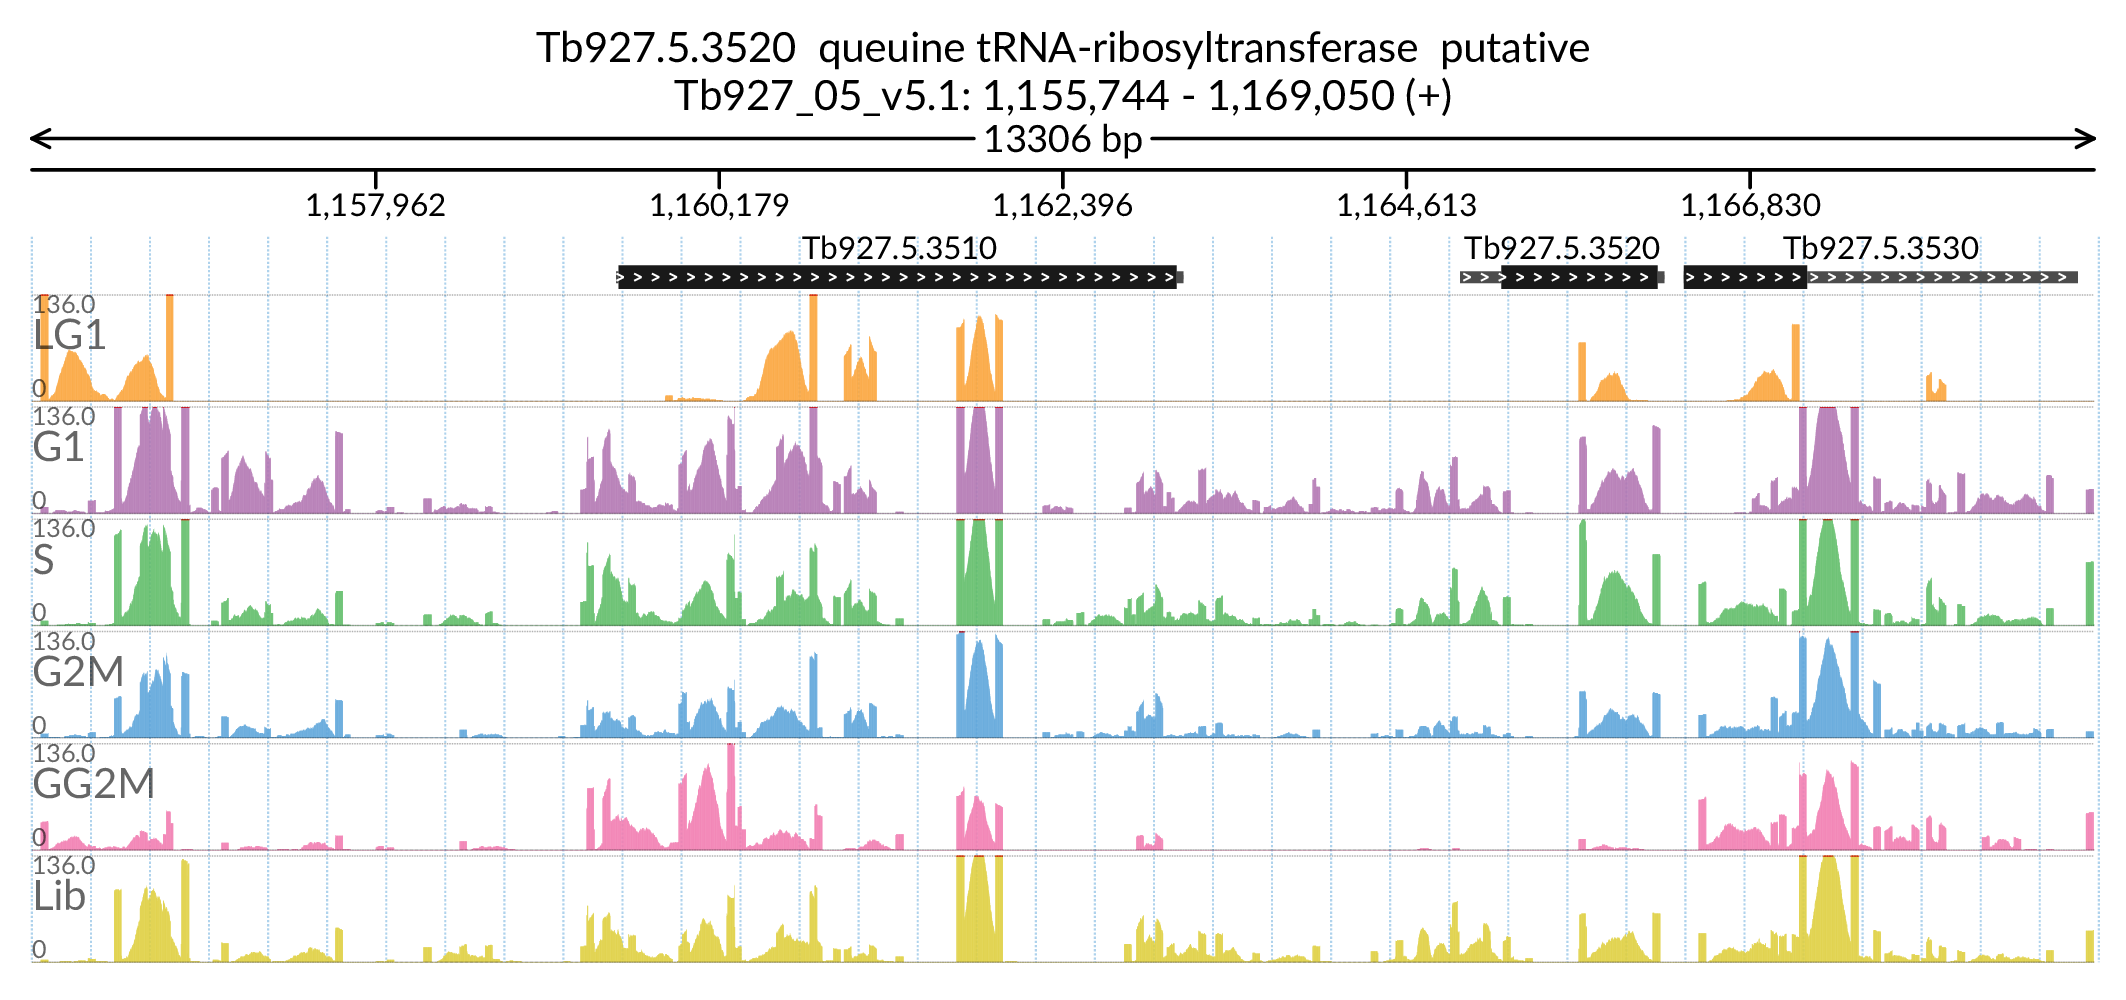 Tb927.5.3520 queuine tRNA-ribosyltransferase putative
Tb927_05_v5.1: 1,155,744 - 1,169,050 (+)
13306 bp
1,157,962 1,160,179 1,162,396 1,164,613 1,166,830
Tb927.5.3510 Tb927.5.3520 Tb927.5.3530
136.0
LG1
0
136.0
G1
0
136.0
S
0
136.0
G2M
0
136.0
GG2M
0
136.0
Lib
0